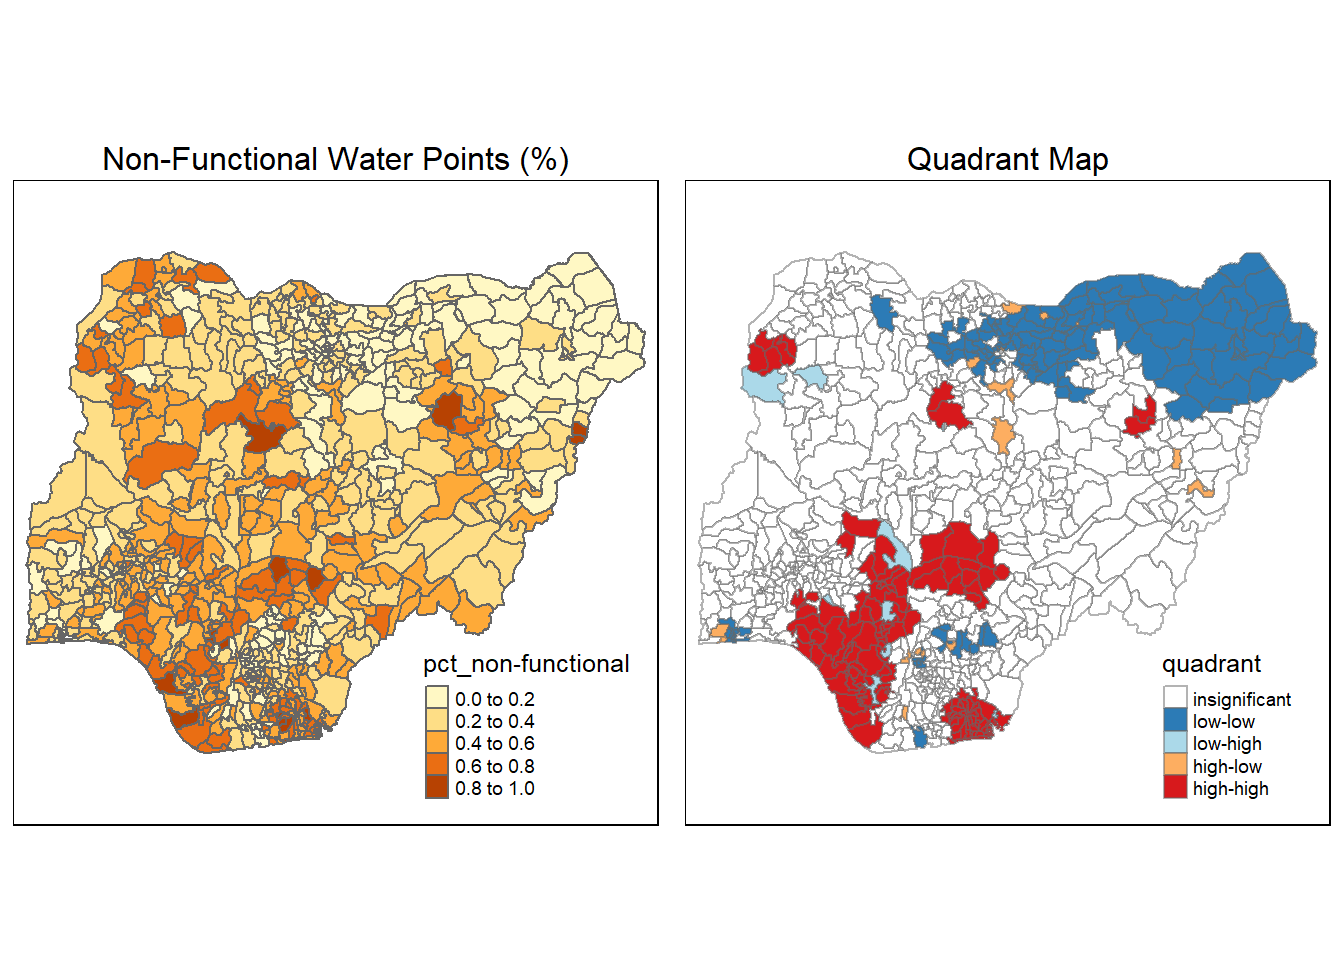 Non-Functional Water Points (%)
pct_non-functional
0.0 to 0.2
0.2 to 0.4
0.4 to 0.6
0.6 to 0.8
0.8 to 1.0
Quadrant Map
quadrant
insignificant
low-low
low-high
high-low
high-high